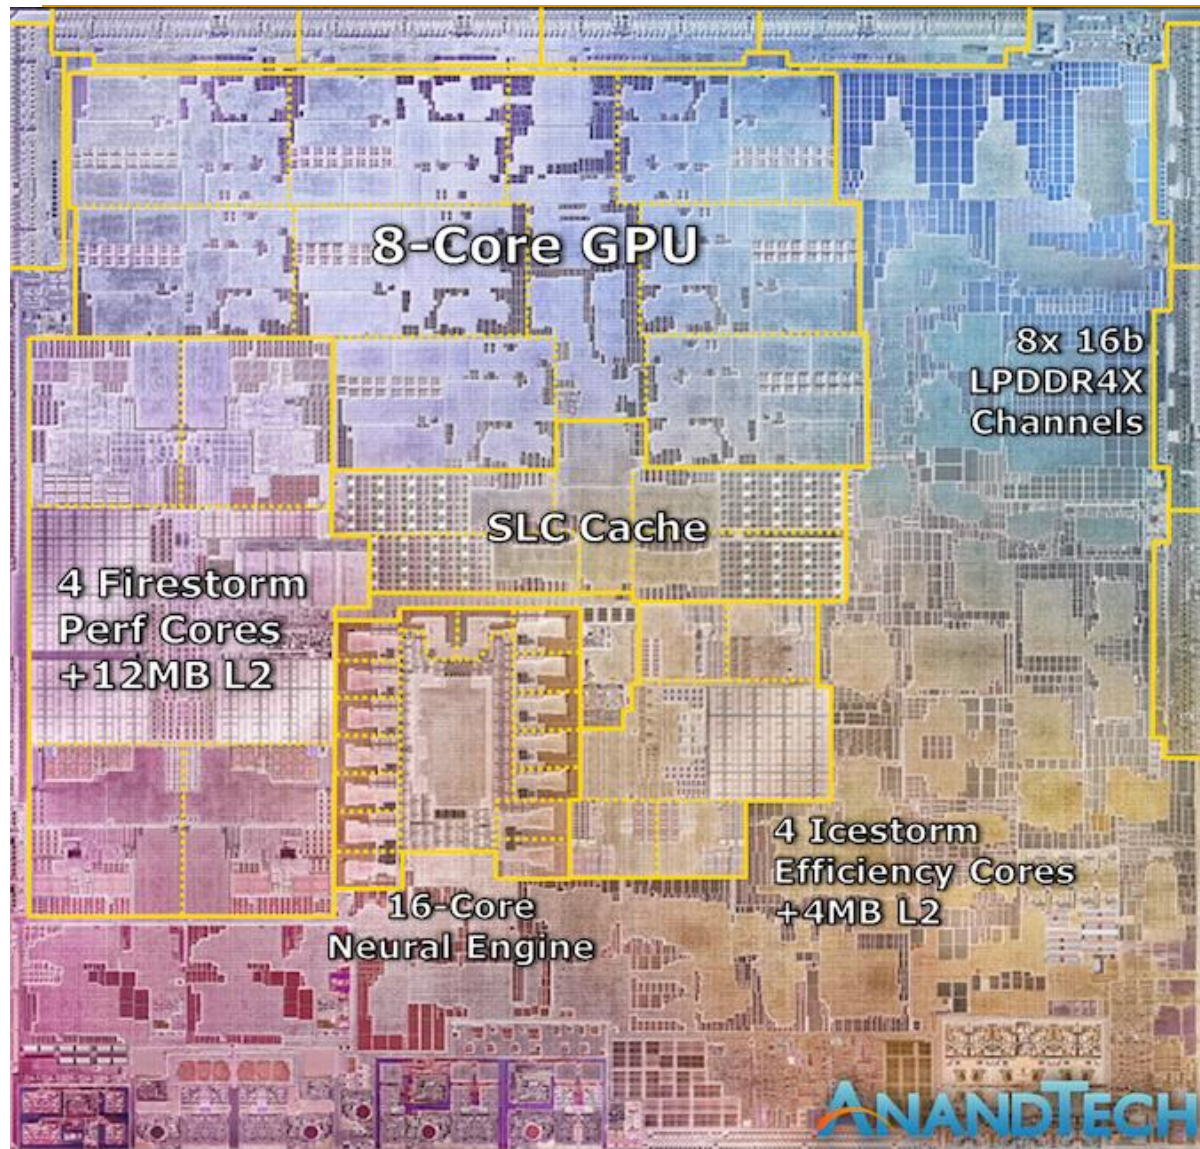 8-Core GPU
8x 16b
LPDDR4X
Channels
SLC Cache
4 Firestorm
Perf Cores
+12MB L2
4 Icestorm
Efficiency Cores
+4MB L2
16-Core
Neural Engine
ANANDTECH